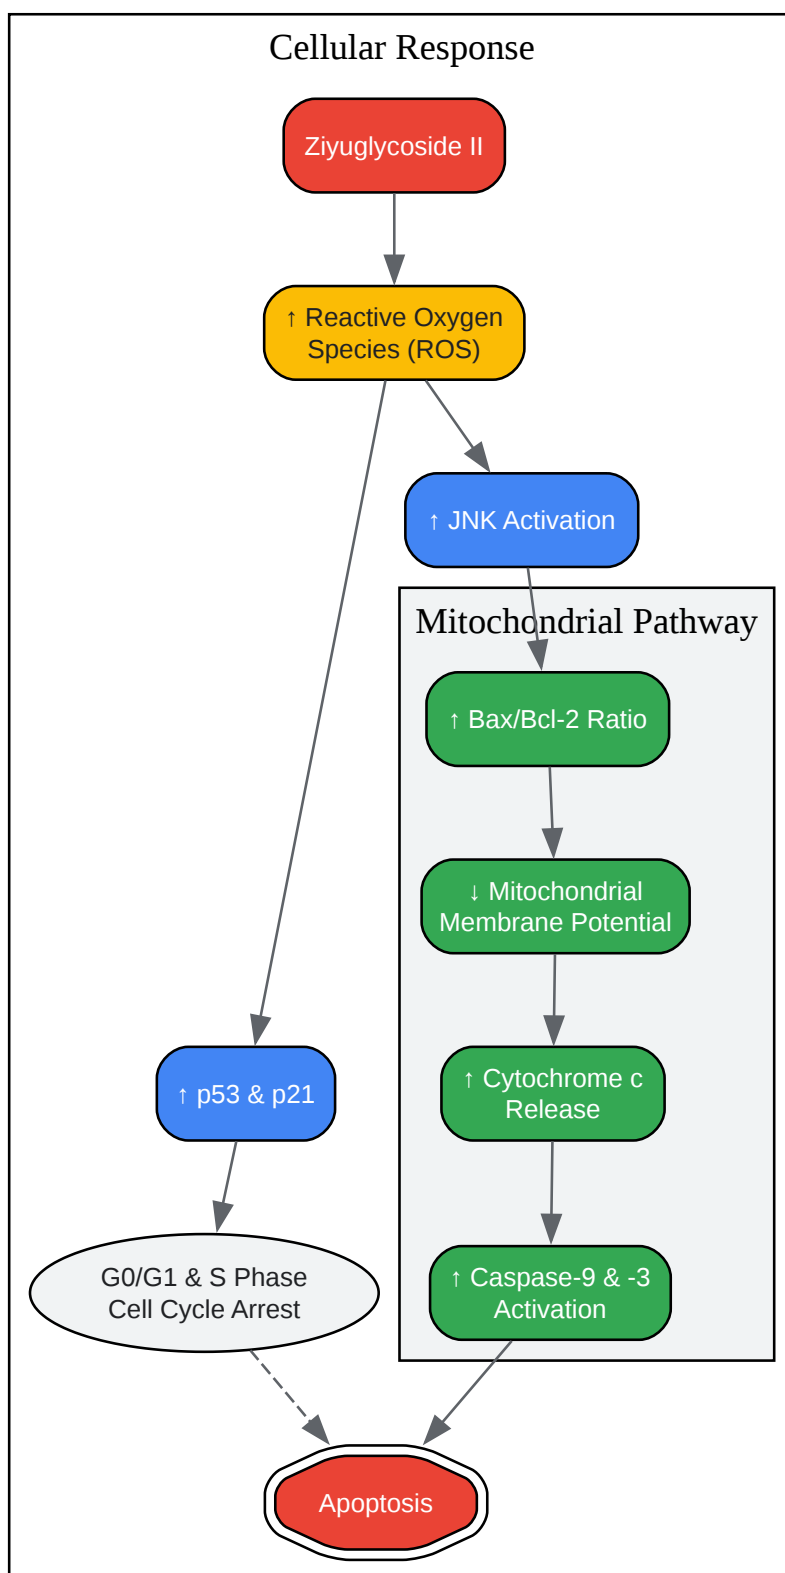 Cellular Response
Ziyuglycoside II
↑ Reactive Oxygen
Species (ROS)
↑ JNK Activation
Mitochondrial Pathway
↑ Bax/Bcl-2 Ratio
↓ Mitochondrial
Membrane Potential
↑ p53 & p21
↑ Cytochrome c
Release
G0/G1 & S Phase
Cell Cycle Arrest
↑ Caspase-9 & -3
Activation
Apoptosis